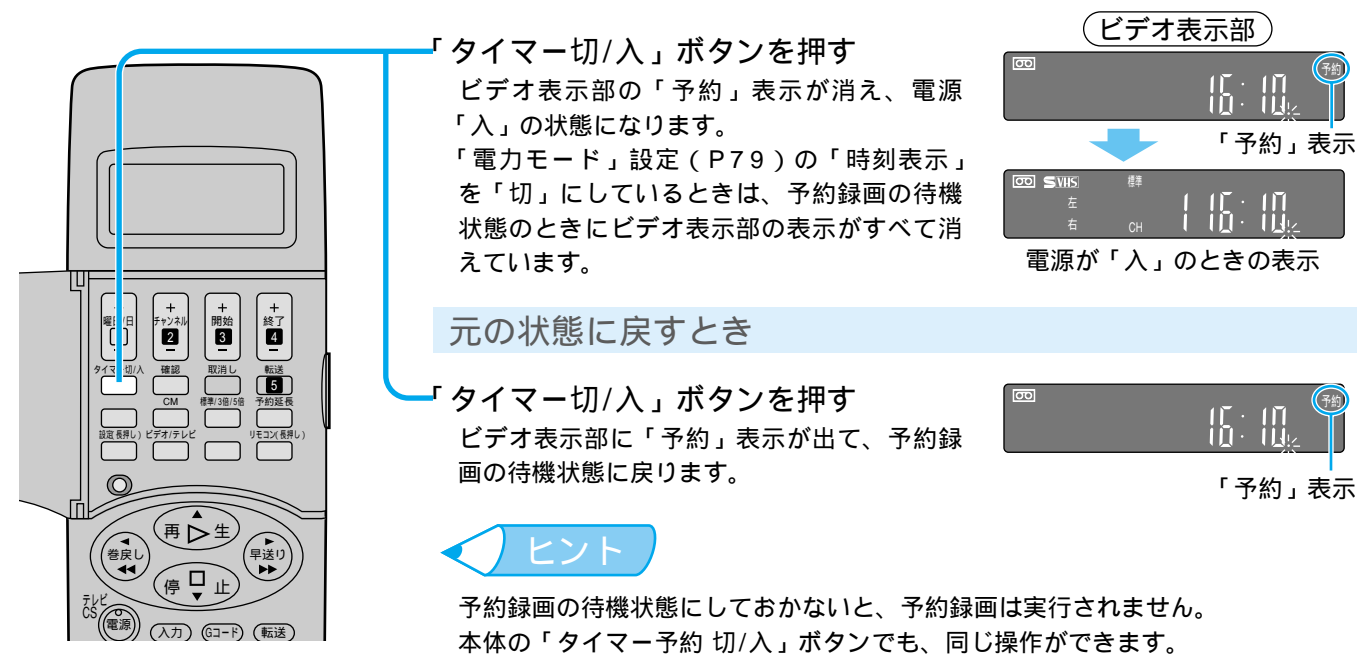 「タイマー切/入」ボタンを押す
ビデオ表示部の「予約」表示が消え、電源
「入」の状態になります。
「電力モード」設定(P79)の「時刻表示」
を「切」にしているときは、予約録画の待機
状態のときにビデオ表示部の表示がすべて消
えています。
ビデオ表示部
予約
16:10
「予約」表示
SVHS 標準
左
右 CH 1 16:10
電源が「入」のときの表示
元の状態に戻すとき
「タイマー切/入」ボタンを押す
ビデオ表示部に「予約」表示が出て、予約録
画の待機状態に戻ります。
予約
16:10
「予約」表示
ヒント
予約録画の待機状態にしておかないと、予約録画は実行されません。
本体の「タイマー予約 切/入」ボタンでも、同じ操作ができます。
+ + +
チャンネル 開始 終了
2 3 4
− − −
タイマー切/入 確認 取消し 転送
5
CM 標準/3倍/5倍 予約延長
設定(長押し) ビデオ/テレビ リモコン(長押し)
再 生
巻戻し 早送り
停 止
テレビ
CS
電源 入力 Gコード 転送